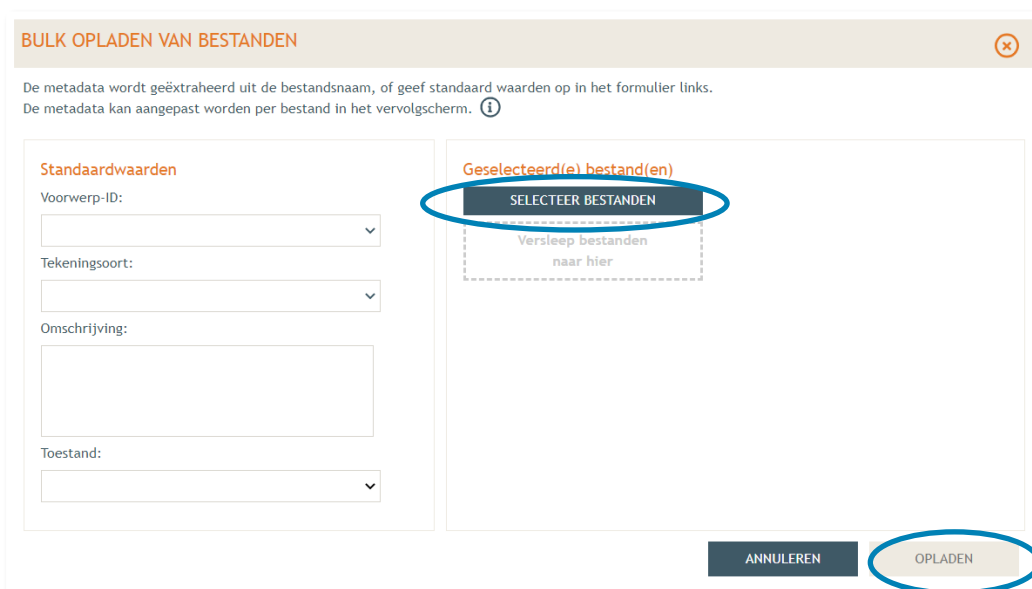 BULK OPLADEN VAN BESTANDEN
De metadata wordt geëxtraheerd uit de bestandsnaam, of geef standaard waarden op in het formulier links.
De metadata kan aangepast worden per bestand in het vervolgscherm.
Standaardwaarden
Voorwerp-ID:
Tekeningsoort:
Omschrijving:
Toestand:
Geselecteerd(e) bestand(en)
SELECTEER BESTANDEN
Versleep bestanden
naar hier
ANNULEREN
OPLADEN